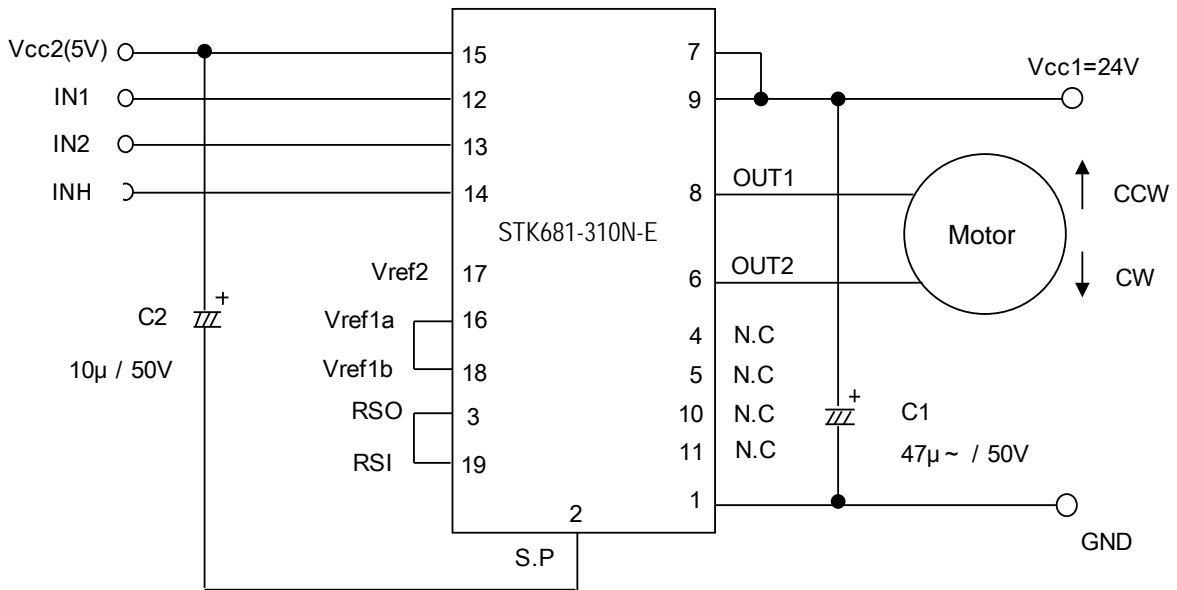 Vcc2(5V)
IN1
IN2
INH
15
12
13
14
17
16
18
3
19
2
S.P
Vref2
Vref1a
Vref1b
RSO
RSI
C2
+
10µ / 50V
STK681-310N-E
7
9
8
6
4
5
10
11
1
Vcc1=24V
OUT1
OUT2
Motor
CCW
CW
N.C
N.C
N.C
N.C
+
C1
47µ ~ / 50V
GND